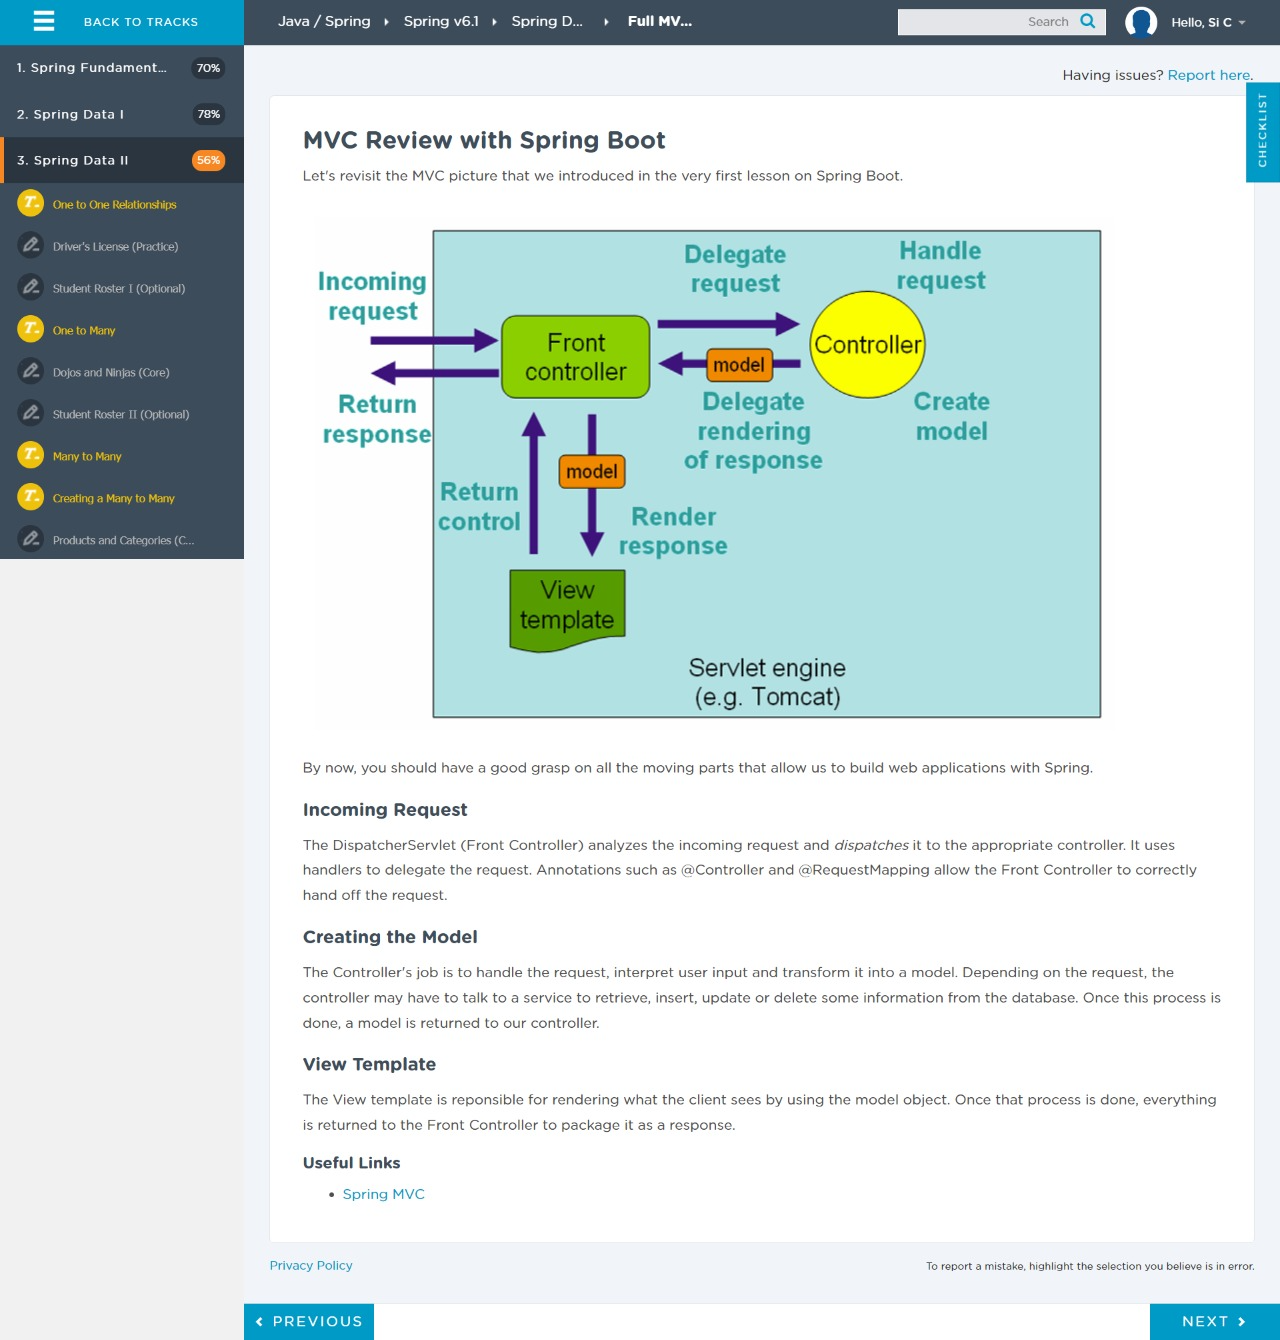 BACK TO TRACKS
Java / Spring
Spring v6.1
Spring D...
Full MV...
Search
Hello, Si C
1. Spring Fundament... 70%
2. Spring Data I 78%
3. Spring Data II 56%
One to One Relationships
Driver's License (Practice)
Student Roster I (Optional)
One to Many
Dojos and Ninjas (Core)
Student Roster II (Optional)
Many to Many
Creating a Many to Many
Products and Categories (C...
Having issues? Report here.
CHECKLIST
MVC Review with Spring Boot
Let's revisit the MVC picture that we introduced in the very first lesson on Spring Boot.
Incoming
request
Delegate
request
Handle
request
Front
controller
Controller
model
Return
response
Delegate
rendering
of response
Create
model
model
Return
control
Render
response
View
template
Servlet engine
(e.g. Tomcat)
By now, you should have a good grasp on all the moving parts that allow us to build web applications with Spring.
Incoming Request
The DispatcherServlet (Front Controller) analyzes the incoming request and dispatches it to the appropriate controller. It uses
handlers to delegate the request. Annotations such as @Controller and @RequestMapping allow the Front Controller to correctly
hand off the request.
Creating the Model
The Controller's job is to handle the request, interpret user input and transform it into a model. Depending on the request, the
controller may have to talk to a service to retrieve, insert, update or delete some information from the database. Once this process is
done, a model is returned to our controller.
View Template
The View template is reponsible for rendering what the client sees by using the model object. Once that process is done, everything
is returned to the Front Controller to package it as a response.
Useful Links
• Spring MVC
Privacy Policy
To report a mistake, highlight the selection you believe is in error.
PREVIOUS
NEXT